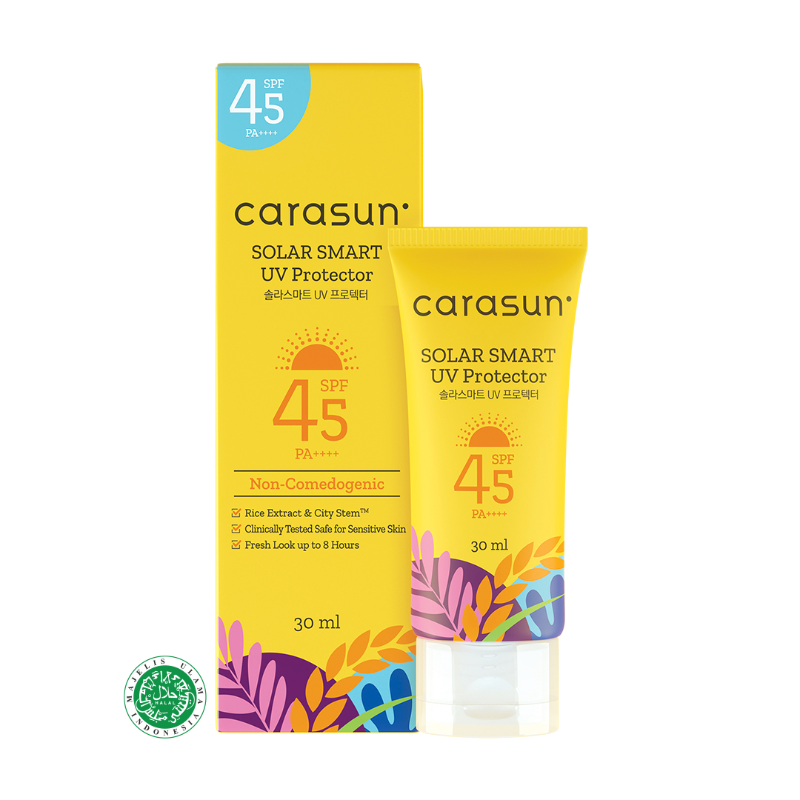 SPF
45
PA++++
carasun
SOLAR SMART
UV Protector
솔라스마트 UV 프로텍터
SPF
45
PA++++
Non-Comedogenic
Rice Extract & City Stem™
Clinically Tested Safe for Sensitive Skin
Fresh Look up to 8 Hours
30 ml
carasun
SOLAR SMART
UV Protector
솔라스마트 UV 프로텍터
SPF
45
PA++++
30 ml
MAJELIS ULAMA
INDONESIA
حلال
HALAL